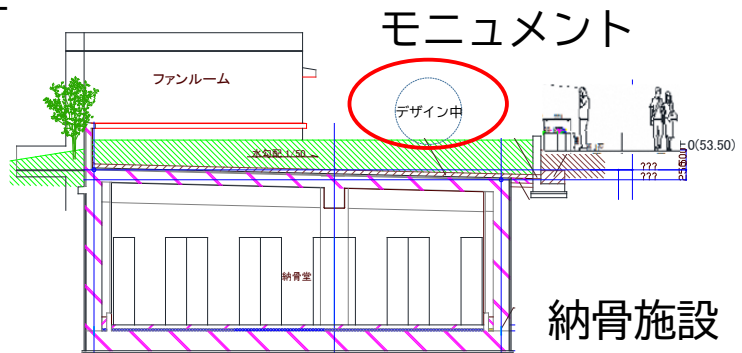 モニュメント
ファンルーム
デザイン中
水勾配 1/50
0(53.50)
???
???
納骨堂
納骨施設